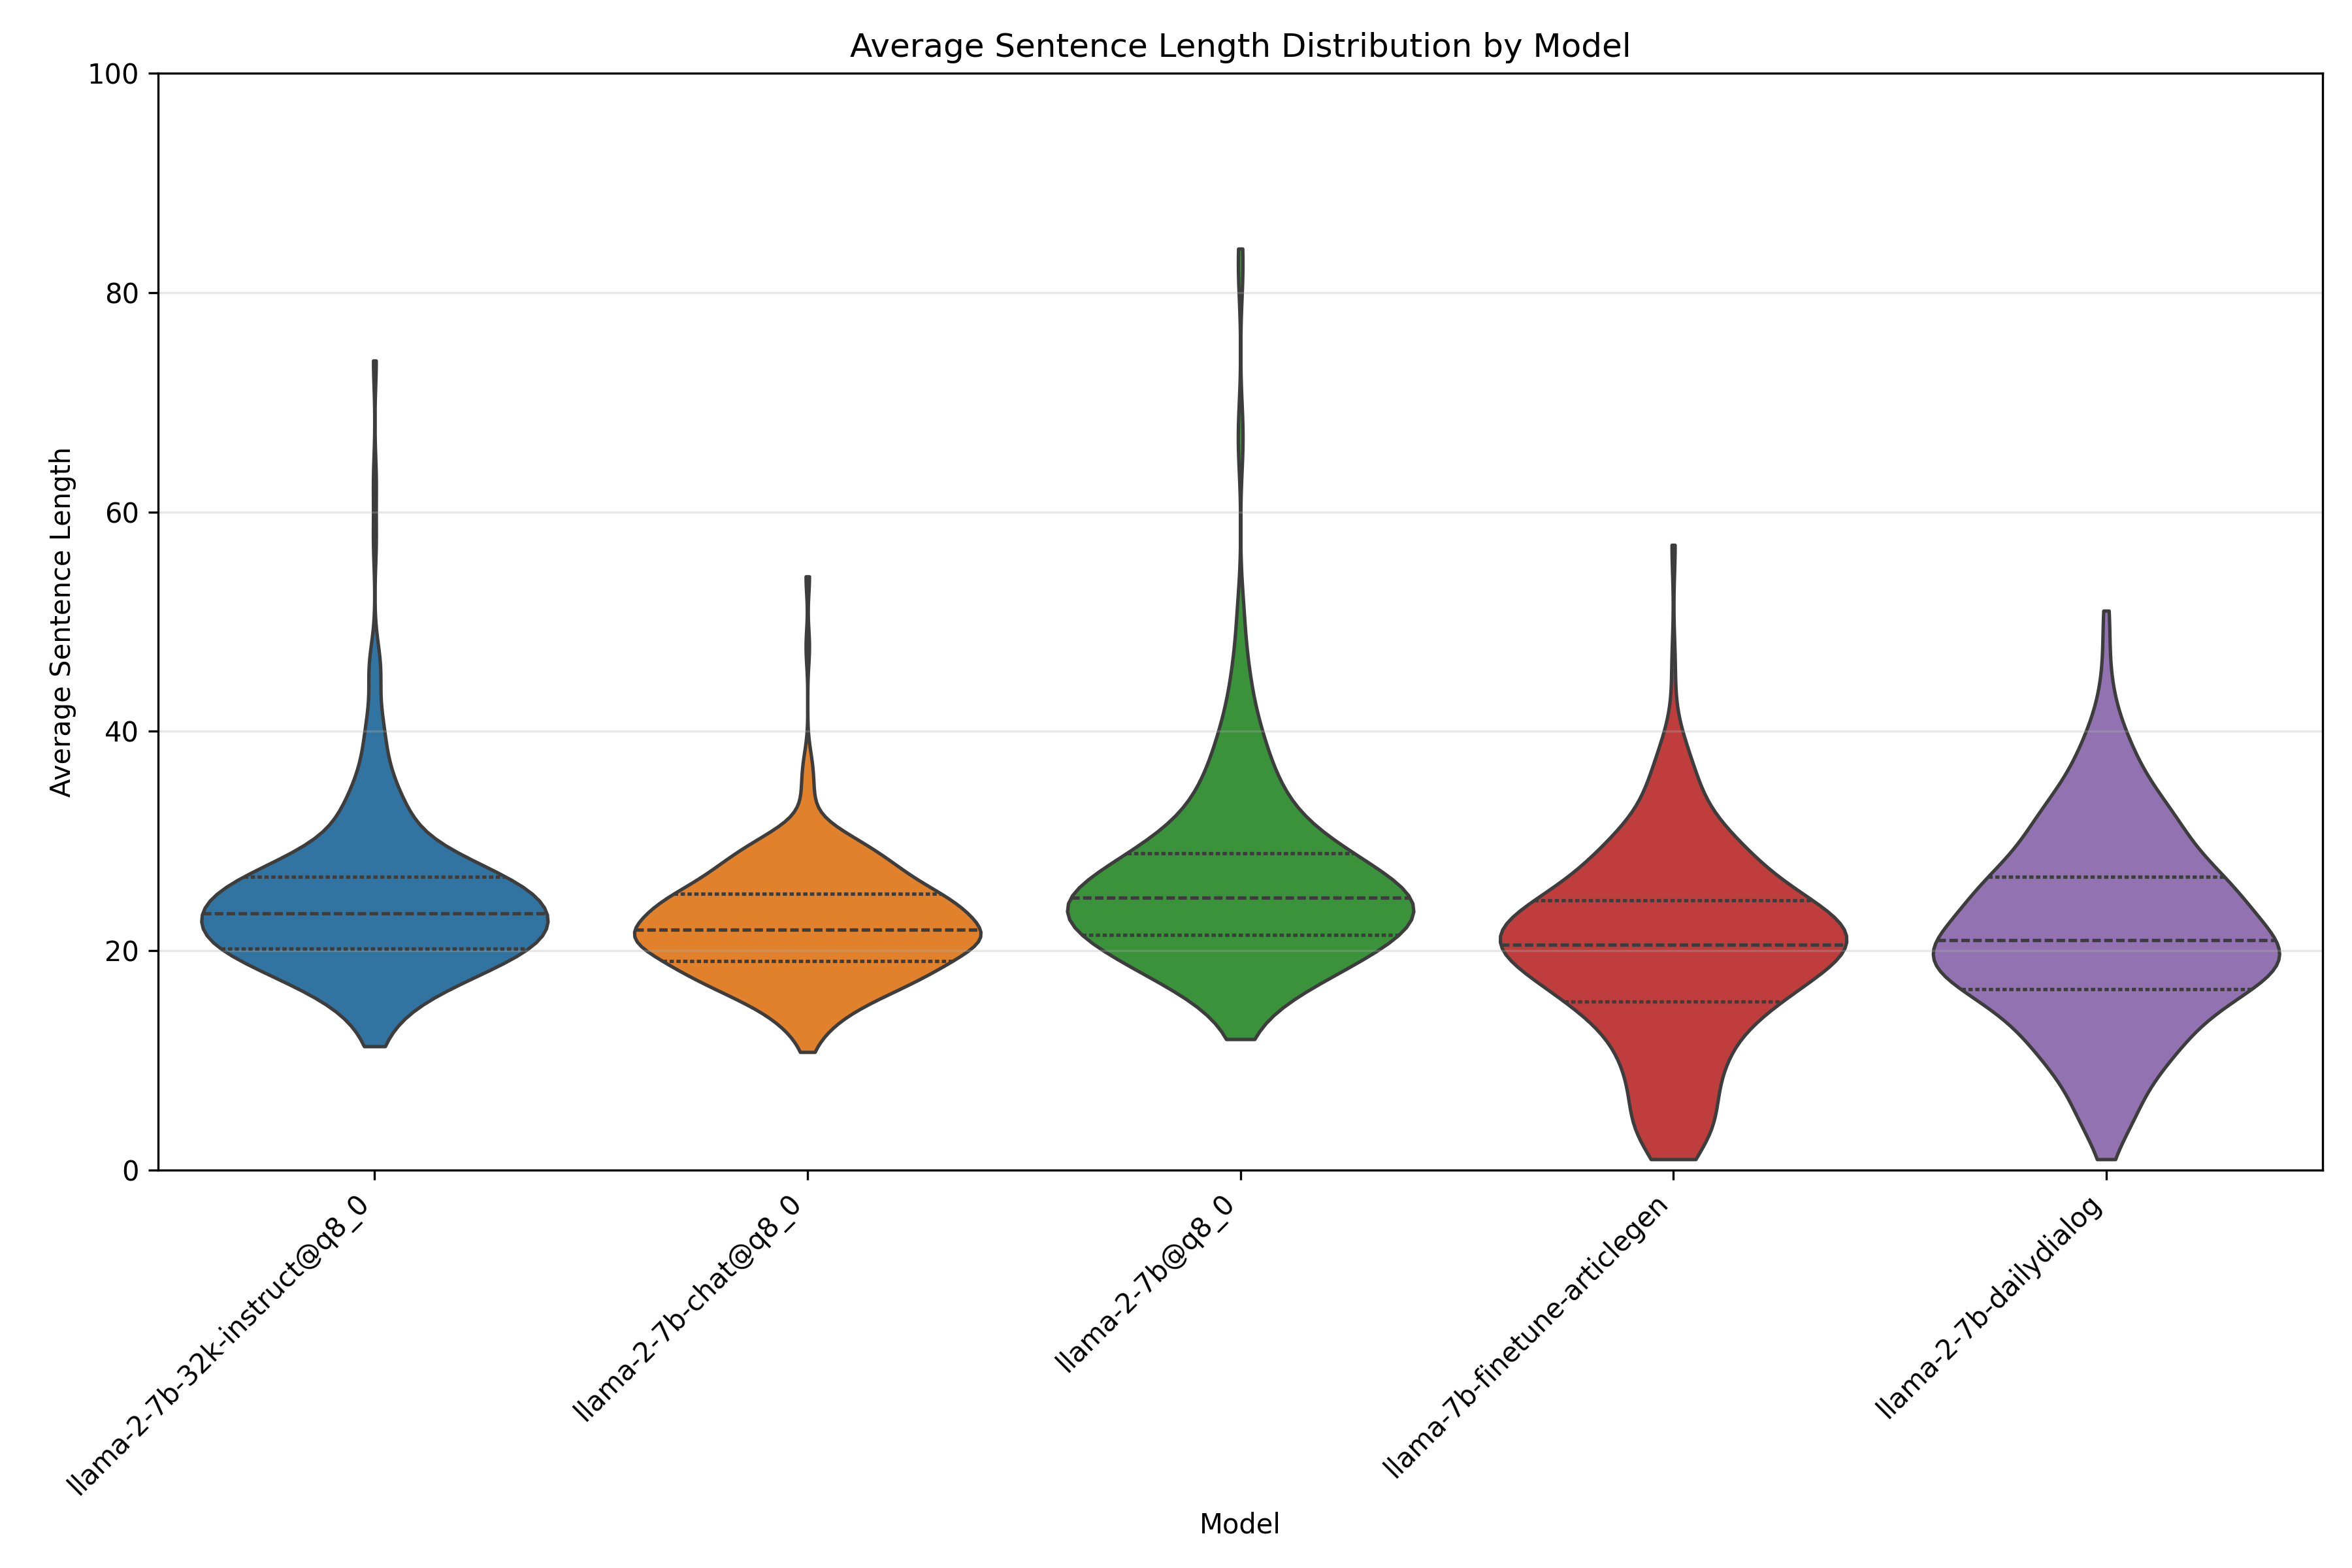 Average Sentence Length Distribution by Model
100
80
60
40
20
0
Average Sentence Length
llama-2-7b-32k-instruct@q8_0
llama-2-7b-chat@q8_0
llama-2-7b@q8_0
llama-7b-finetune-articlegen
llama-2-7b-dailydialog
Model